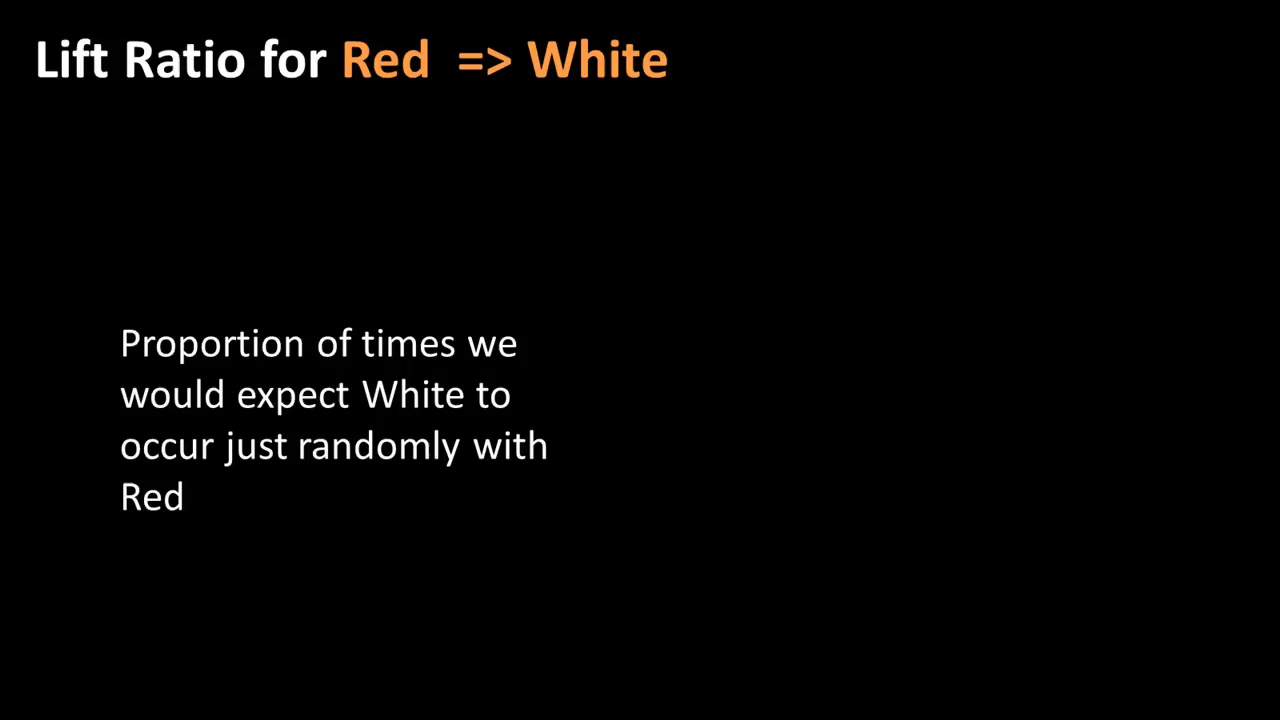 Lift Ratio for Red => White
Proportion of times we
would expect White to
occur just randomly with
Red